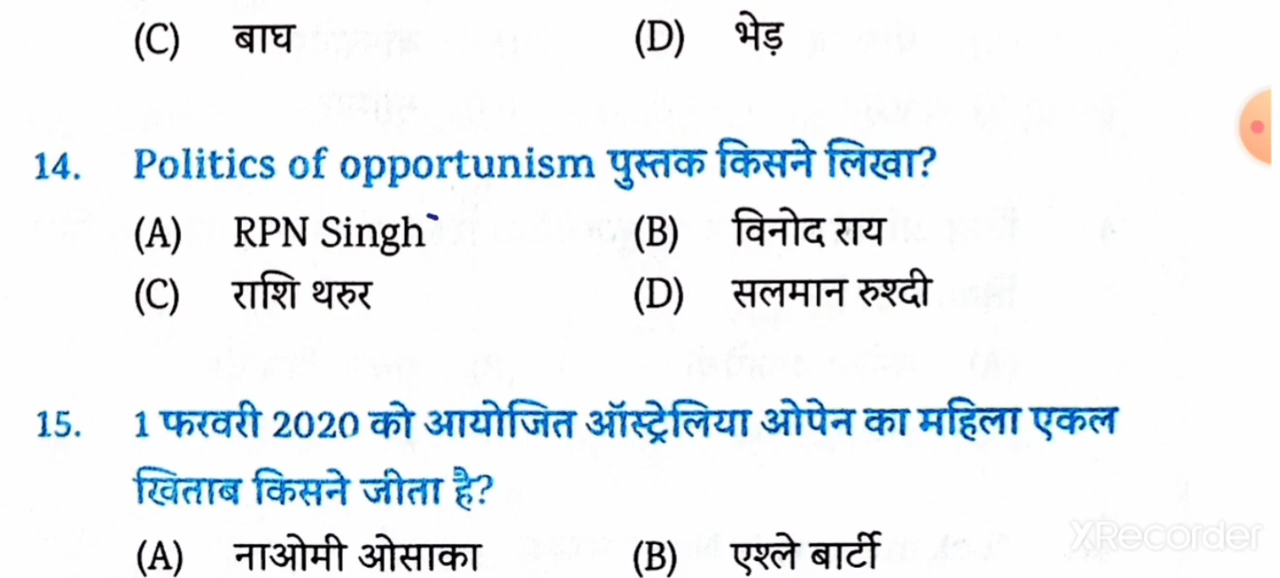 (C) बाघ (D) भेड़
14. Politics of opportunism पुस्तक किसने लिखा?
(A) RPN Singh (B) विनोद राय
(C) राशि थरुर (D) सलमान रुश्दी
15. 1 फरवरी 2020 को आयोजित ऑस्ट्रेलिया ओपेन का महिला एकल
खिताब किसने जीता है?
(A) नाओमी ओसाका (B) एश्ले बार्टी
XRecorder